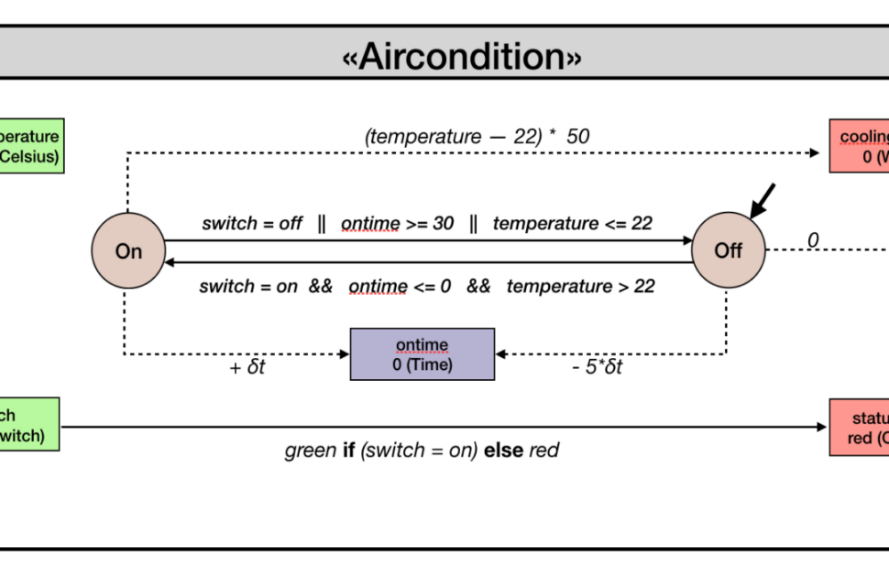 «Aircondition»
perature
Celsius)
(temperature — 22) * 50
cooling
0 (W
switch = off || ontime >= 30 || temperature <= 22
On
Off
0
switch = on && ontime <= 0 && temperature > 22
ontime
0 (Time)
+ δt
- 5*δt
ch
witch)
statu
red (C
green if (switch = on) else red